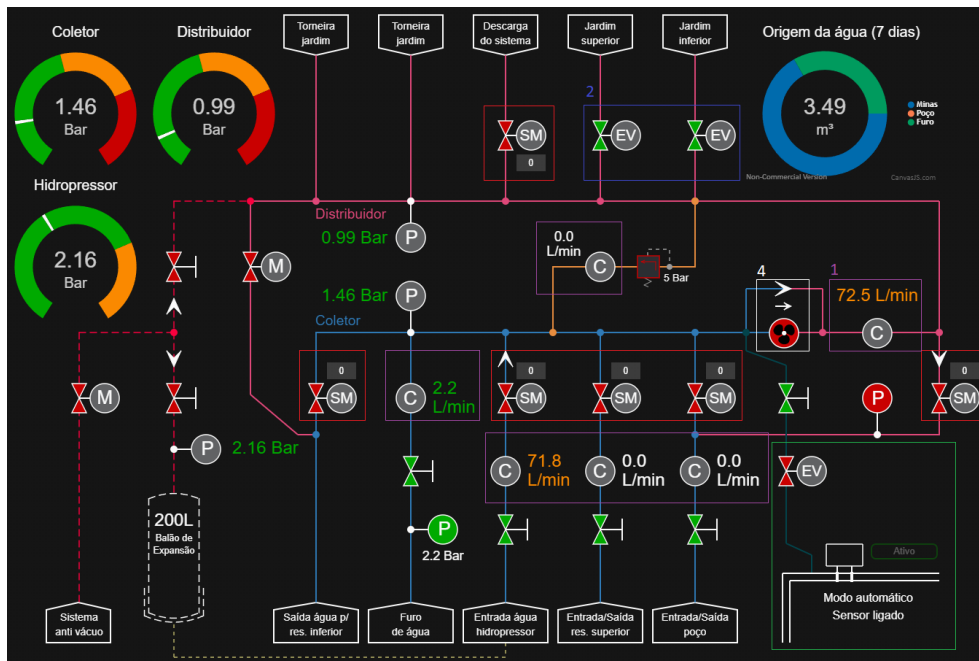 Coletor
Distribuidor
Torneira
jardim
Torneira
jardim
Descarga
do sistema
Jardim
superior
Jardim
inferior
Origem da água (7 dias)
1.46
Bar
0.99
Bar
3.49
m³
Minas
Poço
Furo
Non-Commercial Version
CanvasJS.com
2
SM
0
EV
EV
Hidropressor
2.16
Bar
Distribuidor
P
0.99 Bar
0.0
L/min
C
5 Bar
M
1.46 Bar
P
Coletor
4
1
72.5 L/min
C
0
SM
C
2.2
L/min
0
SM
0
SM
0
SM
P
0
SM
M
2.16 Bar
P
C
71.8
L/min
C
0.0
L/min
C
0.0
L/min
EV
200L
Balão de
Expansão
P
2.2 Bar
Ativo
Modo automático
Sensor ligado
Sistema
anti vácuo
Saída água p/
res. inferior
Furo
de água
Entrada água
hidropressor
Entrada/Saída
res. superior
Entrada/Saída
poço